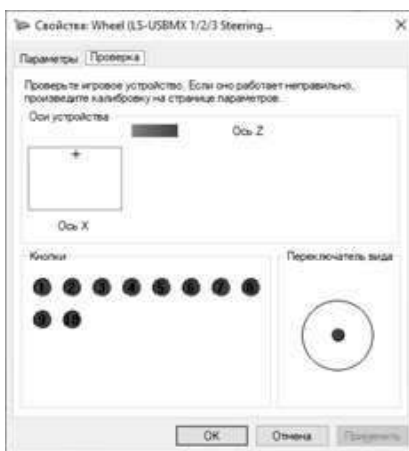 Свойства: Wheel (LS-USBMX 1/2/3 Steering...
Параметры Проверка
Проверьте игровое устройство. Если оно работает неправильно,
произведите калибровку на странице параметров.
Оси устройства
Ось Z
Ось X
Кнопки
Переключатель вида
1 2 3 4 5 6 7 8
9 10
OK Отмена Применить